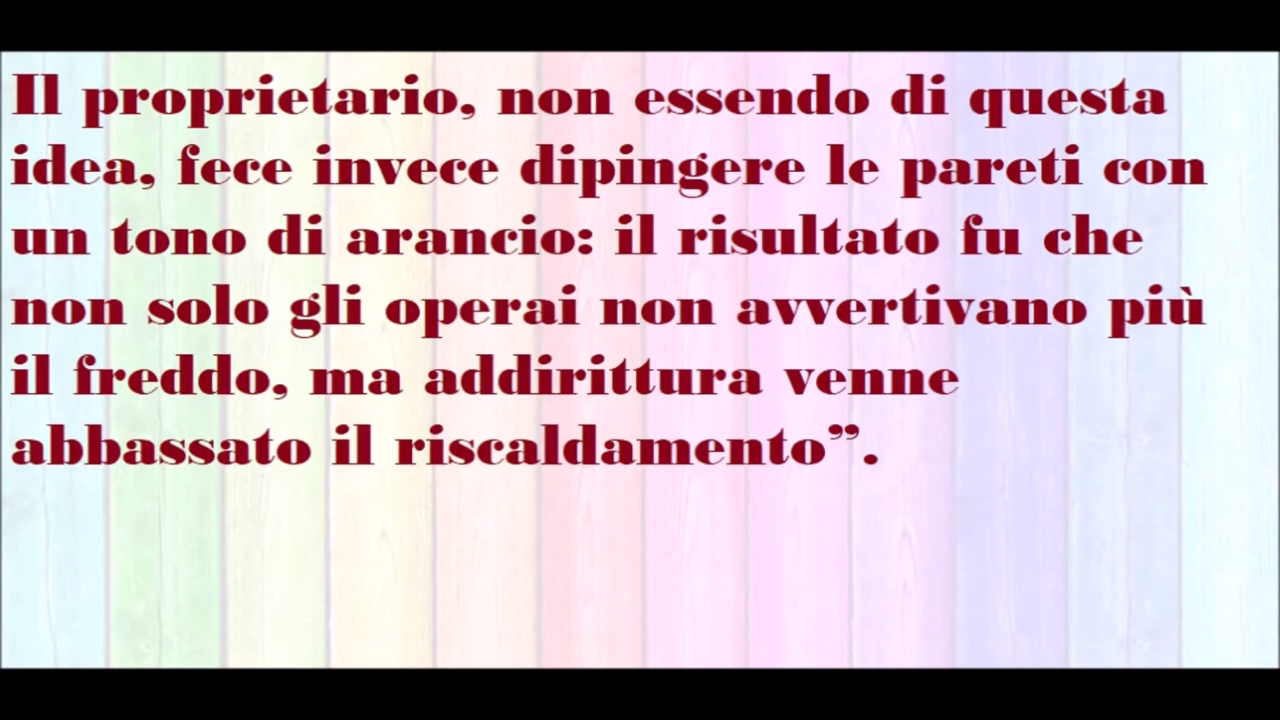 Il proprietario, non essendo di questa
idea, fece invece dipingere le pareti con
un tono di arancio: il risultato fu che
non solo gli operai non avvertivano più
il freddo, ma addirittura venne
abbassato il riscaldamento”.